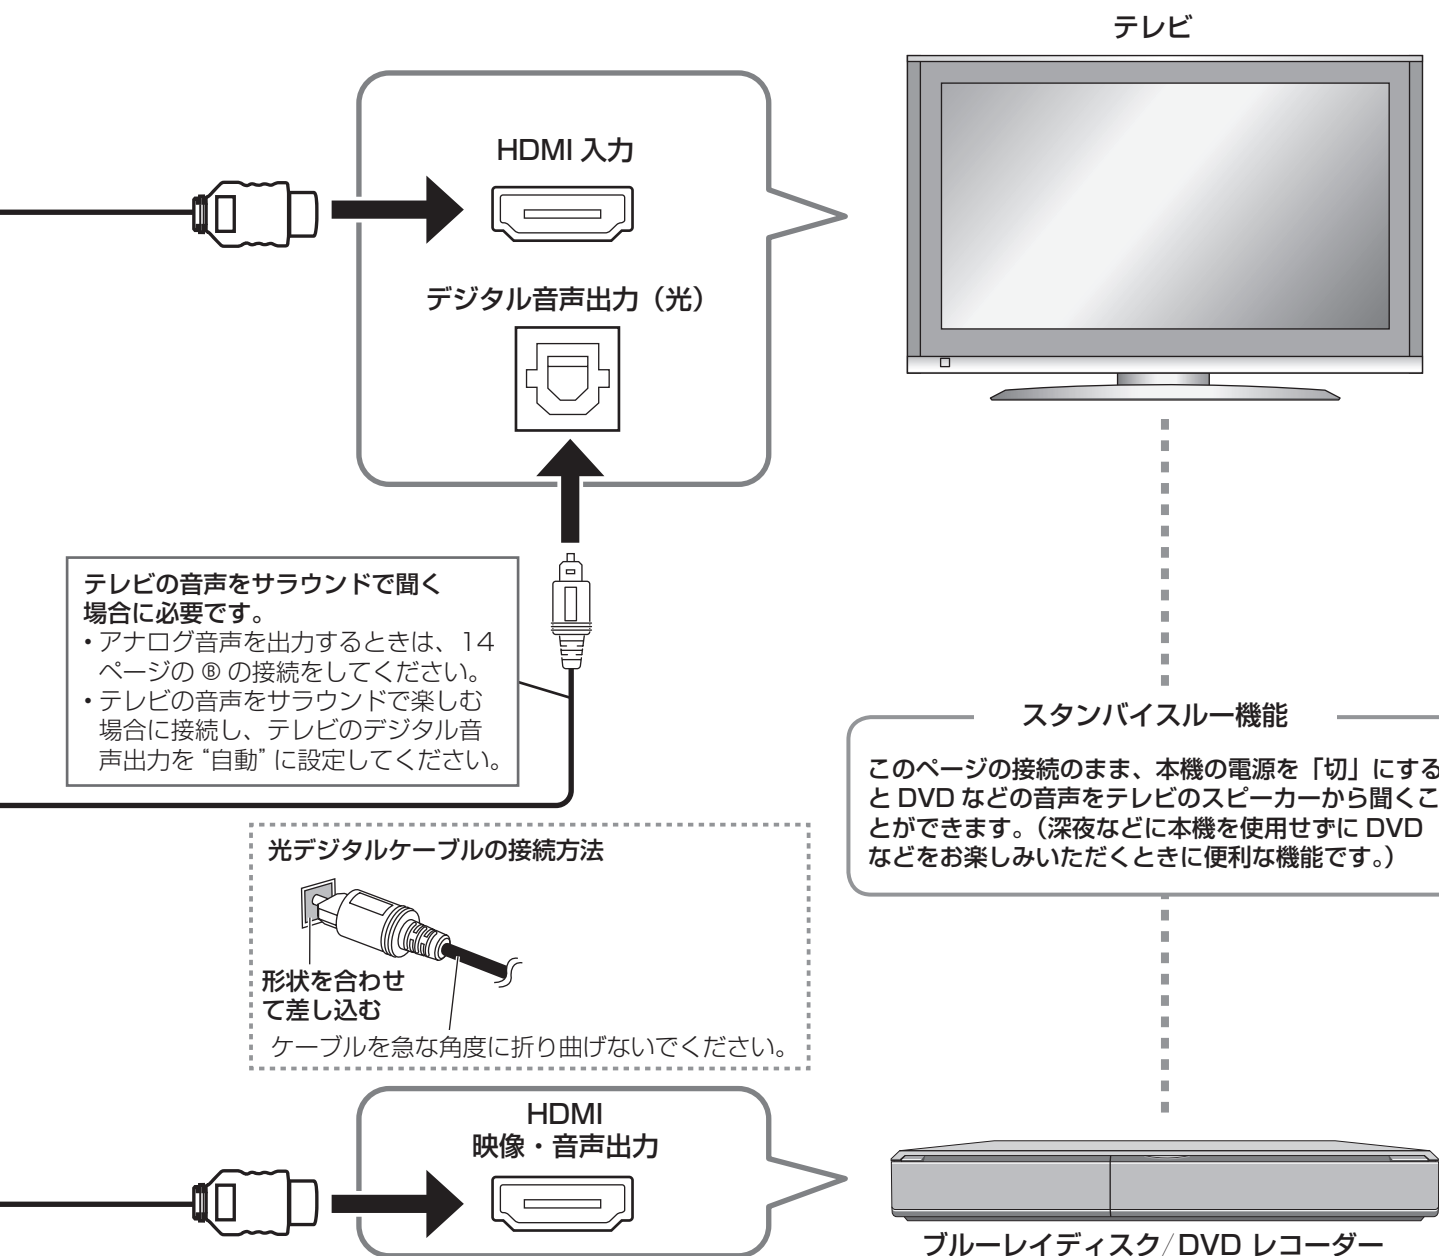 テレビ
HDMI 入力
デジタル音声出力（光）
テレビの音声をサラウンドで聞く
場合に必要です。
・アナログ音声を出力するときは、14
ページの Ⓑ の接続をしてください。
・テレビの音声をサラウンドで楽しむ
場合に接続し、テレビのデジタル音
声出力を “自動” に設定してください。
スタンバイスルー機能
このページの接続のまま、本機の電源を「切」にする
と DVD などの音声をテレビのスピーカーから聞くこ
とができます。（深夜などに本機を使用せずに DVD
などをお楽しみいただくときに便利な機能です。）
光デジタルケーブルの接続方法
形状を合わせ
て差し込む
ケーブルを急な角度に折り曲げないでください。
HDMI
映像・音声出力
ブルーレイディスク/DVD レコーダー